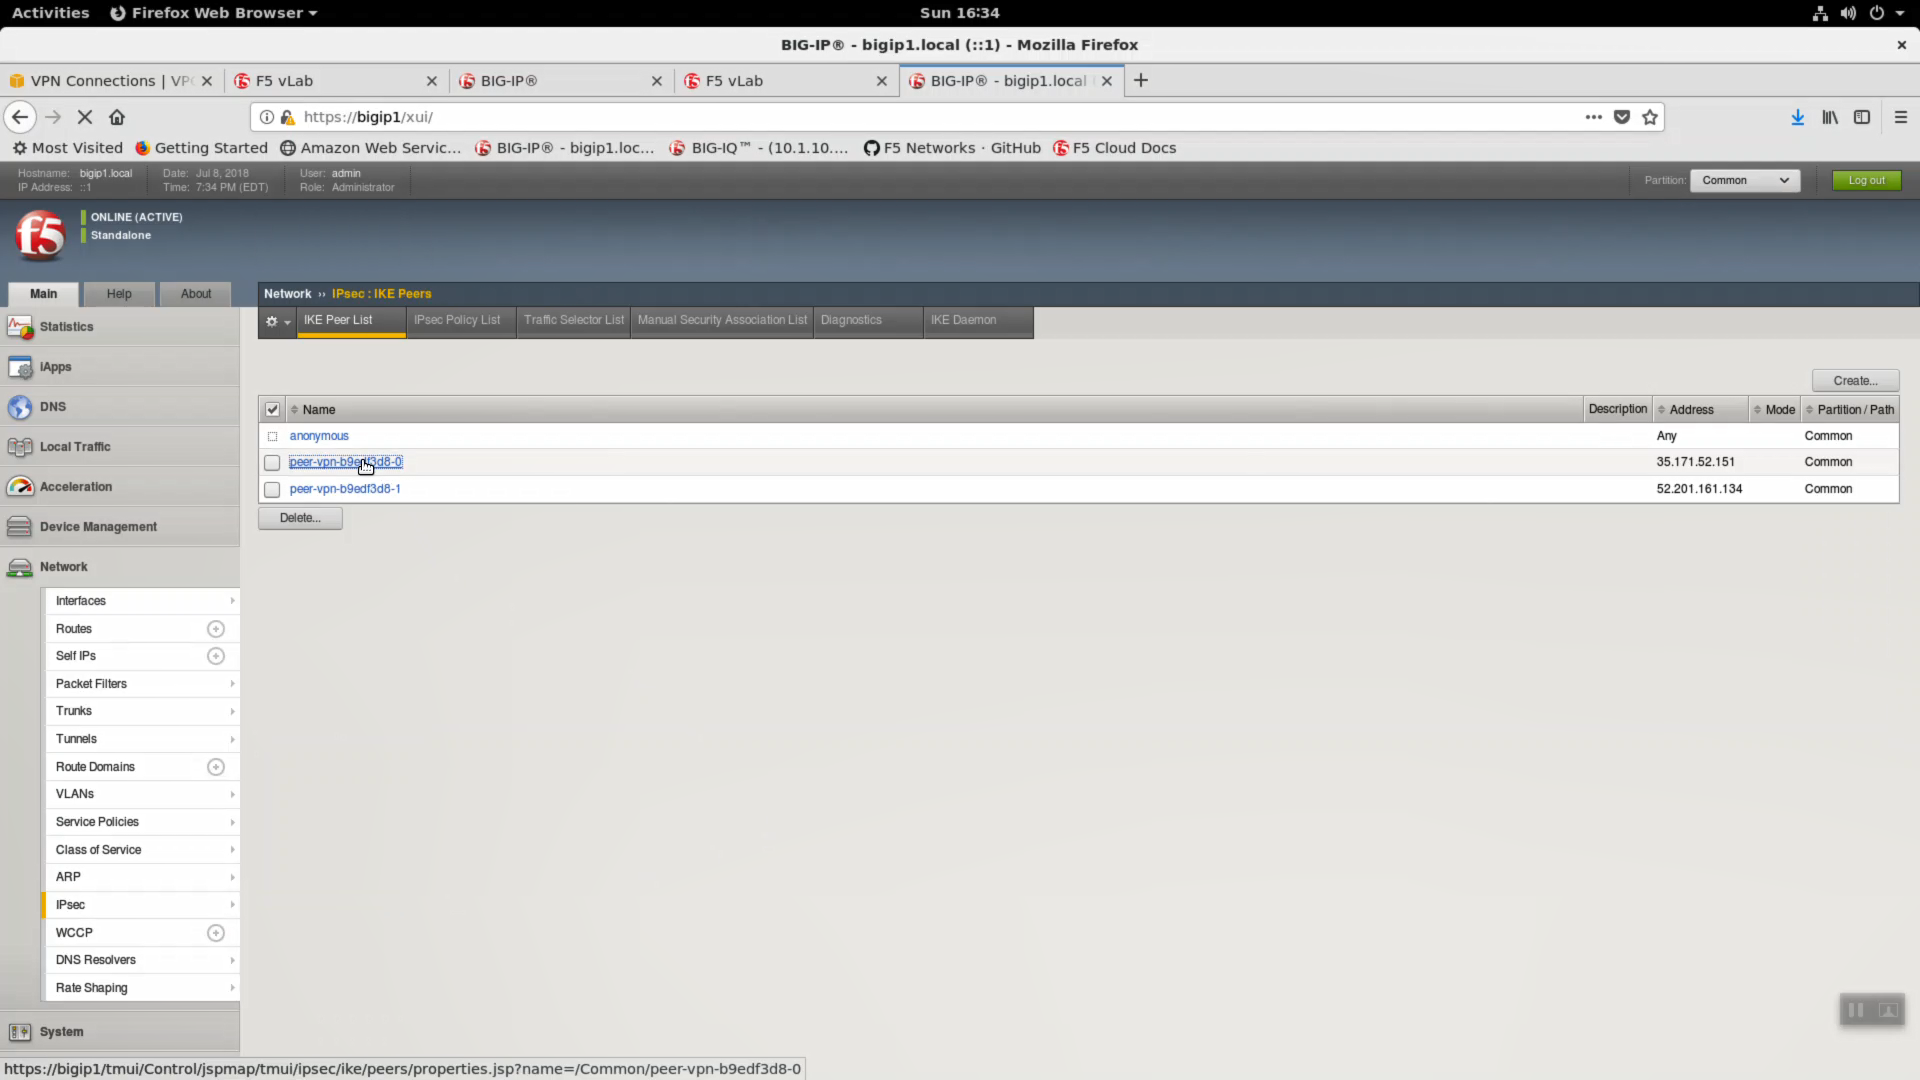 Activities
Firefox Web Browser
Sun 16:34
BIG-IP® - bigip1.local (::1) - Mozilla Firefox
VPN Connections | VPC
F5 vLab
BIG-IP®
F5 vLab
BIG-IP® - bigip1.local
https://bigip1/xui/
Most Visited
Getting Started
Amazon Web Servic...
BIG-IP® - bigip1.loc...
BIG-IQ™ - (10.1.10....
F5 Networks · GitHub
F5 Cloud Docs
Hostname: bigip1.local
IP Address: ::1
Date: Jul 8, 2018
Time: 7:34 PM (EDT)
User: admin
Role: Administrator
Partition: Common
Log out
f5
ONLINE (ACTIVE)
Standalone
Main
Help
About
Network ›› IPsec : IKE Peers
IKE Peer List
IPsec Policy List
Traffic Selector List
Manual Security Association List
Diagnostics
IKE Daemon
Statistics
iApps
DNS
Local Traffic
Acceleration
Device Management
Network
Interfaces
Routes
Self IPs
Packet Filters
Trunks
Tunnels
Route Domains
VLANs
Service Policies
Class of Service
ARP
IPsec
WCCP
DNS Resolvers
Rate Shaping
System
Create...
Name Description Address Mode Partition / Path
anonymous Any Common
peer-vpn-b9edf3d8-0 35.171.52.151 Common
peer-vpn-b9edf3d8-1 52.201.161.134 Common
Delete...
https://bigip1/tmui/Control/jspmap/tmui/ipsec/ike/peers/properties.jsp?name=/Common/peer-vpn-b9edf3d8-0